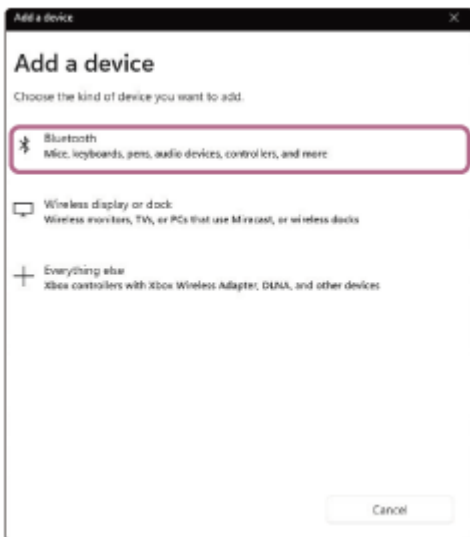 Add a device
Add a device
Choose the kind of device you want to add.
Bluetooth
Mice, keyboards, pens, audio devices, controllers, and more
Wireless display or dock
Wireless monitors, TVs, or PCs that use Miracast, or wireless docks
Everything else
Xbox controllers with Xbox Wireless Adapter, DLNA, and other devices
Cancel